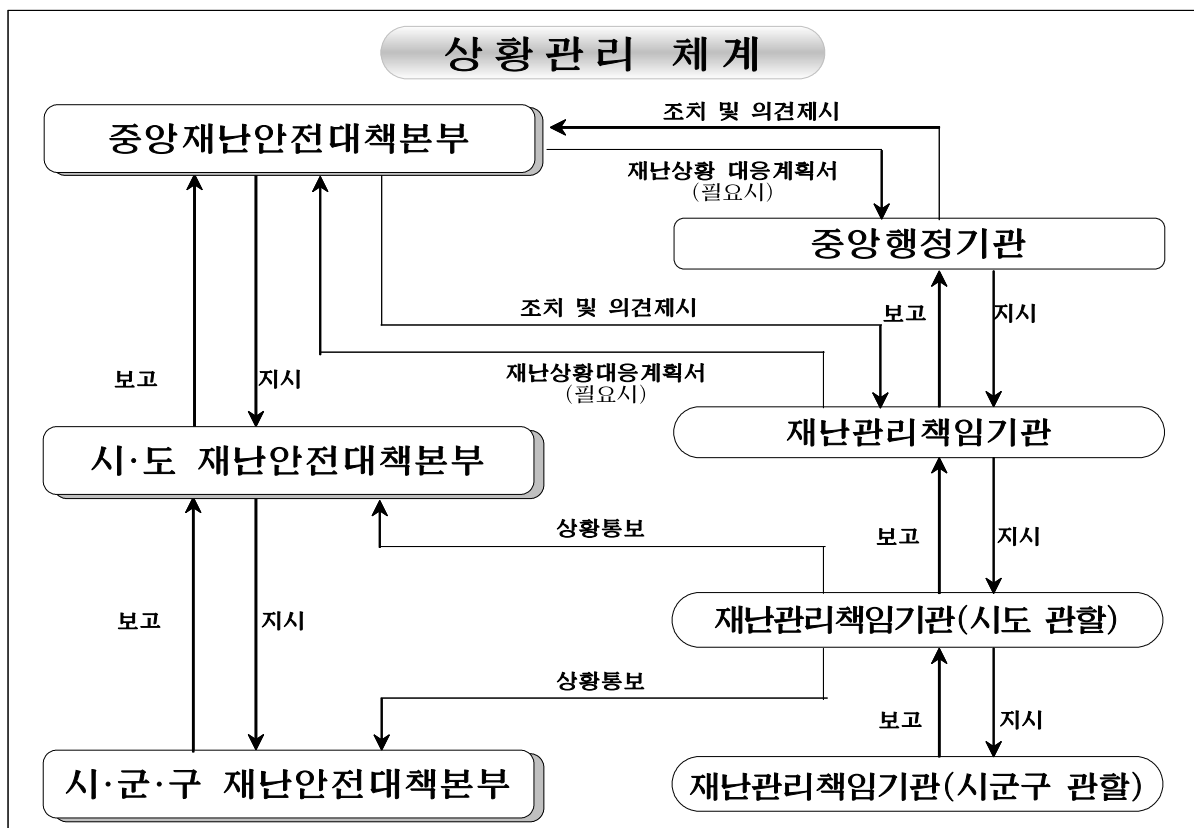 상황관리 체계
조치 및 의견제시
중앙재난안전대책본부
재난상황 대응계획서
(필요시)
중앙행정기관
조치 및 의견제시
보고
지시
보고
지시
재난상황대응계획서
(필요시)
재난관리책임기관
시·도 재난안전대책본부
상황통보
보고
지시
보고
지시
재난관리책임기관(시도 관할)
상황통보
보고
지시
시·군·구 재난안전대책본부
재난관리책임기관(시군구 관할)